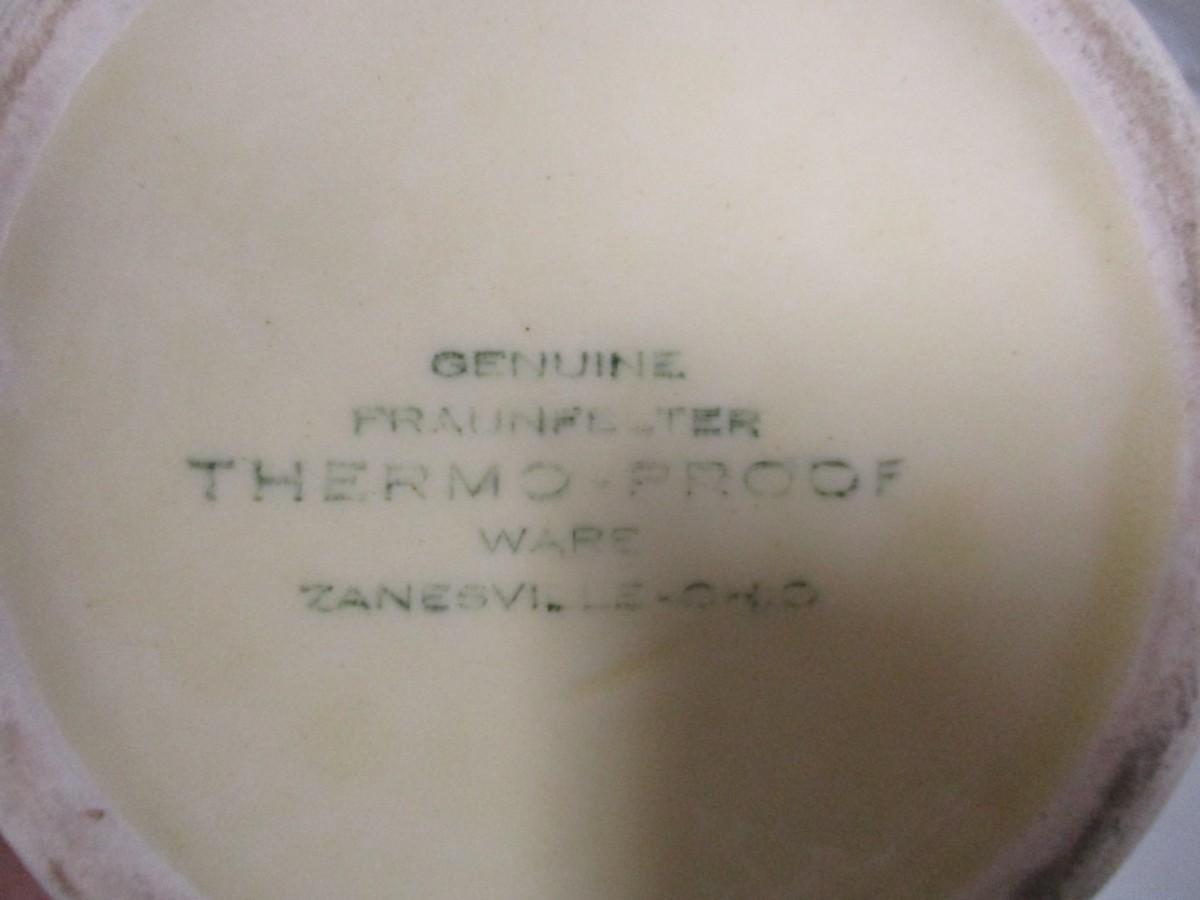 GENUINE
FRAUNFELTER
THERMO-PROOF
WARE
ZANESVILLE-OHIO